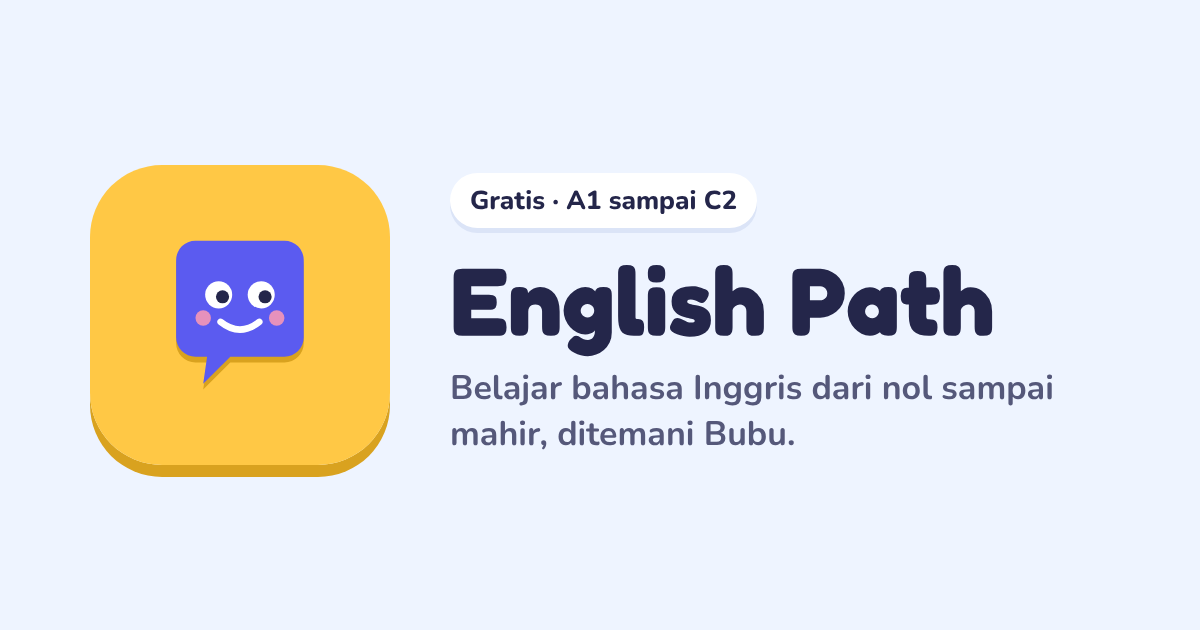 Gratis · A1 sampai C2
English Path
Belajar bahasa Inggris dari nol sampai
mahir, ditemani Bubu.